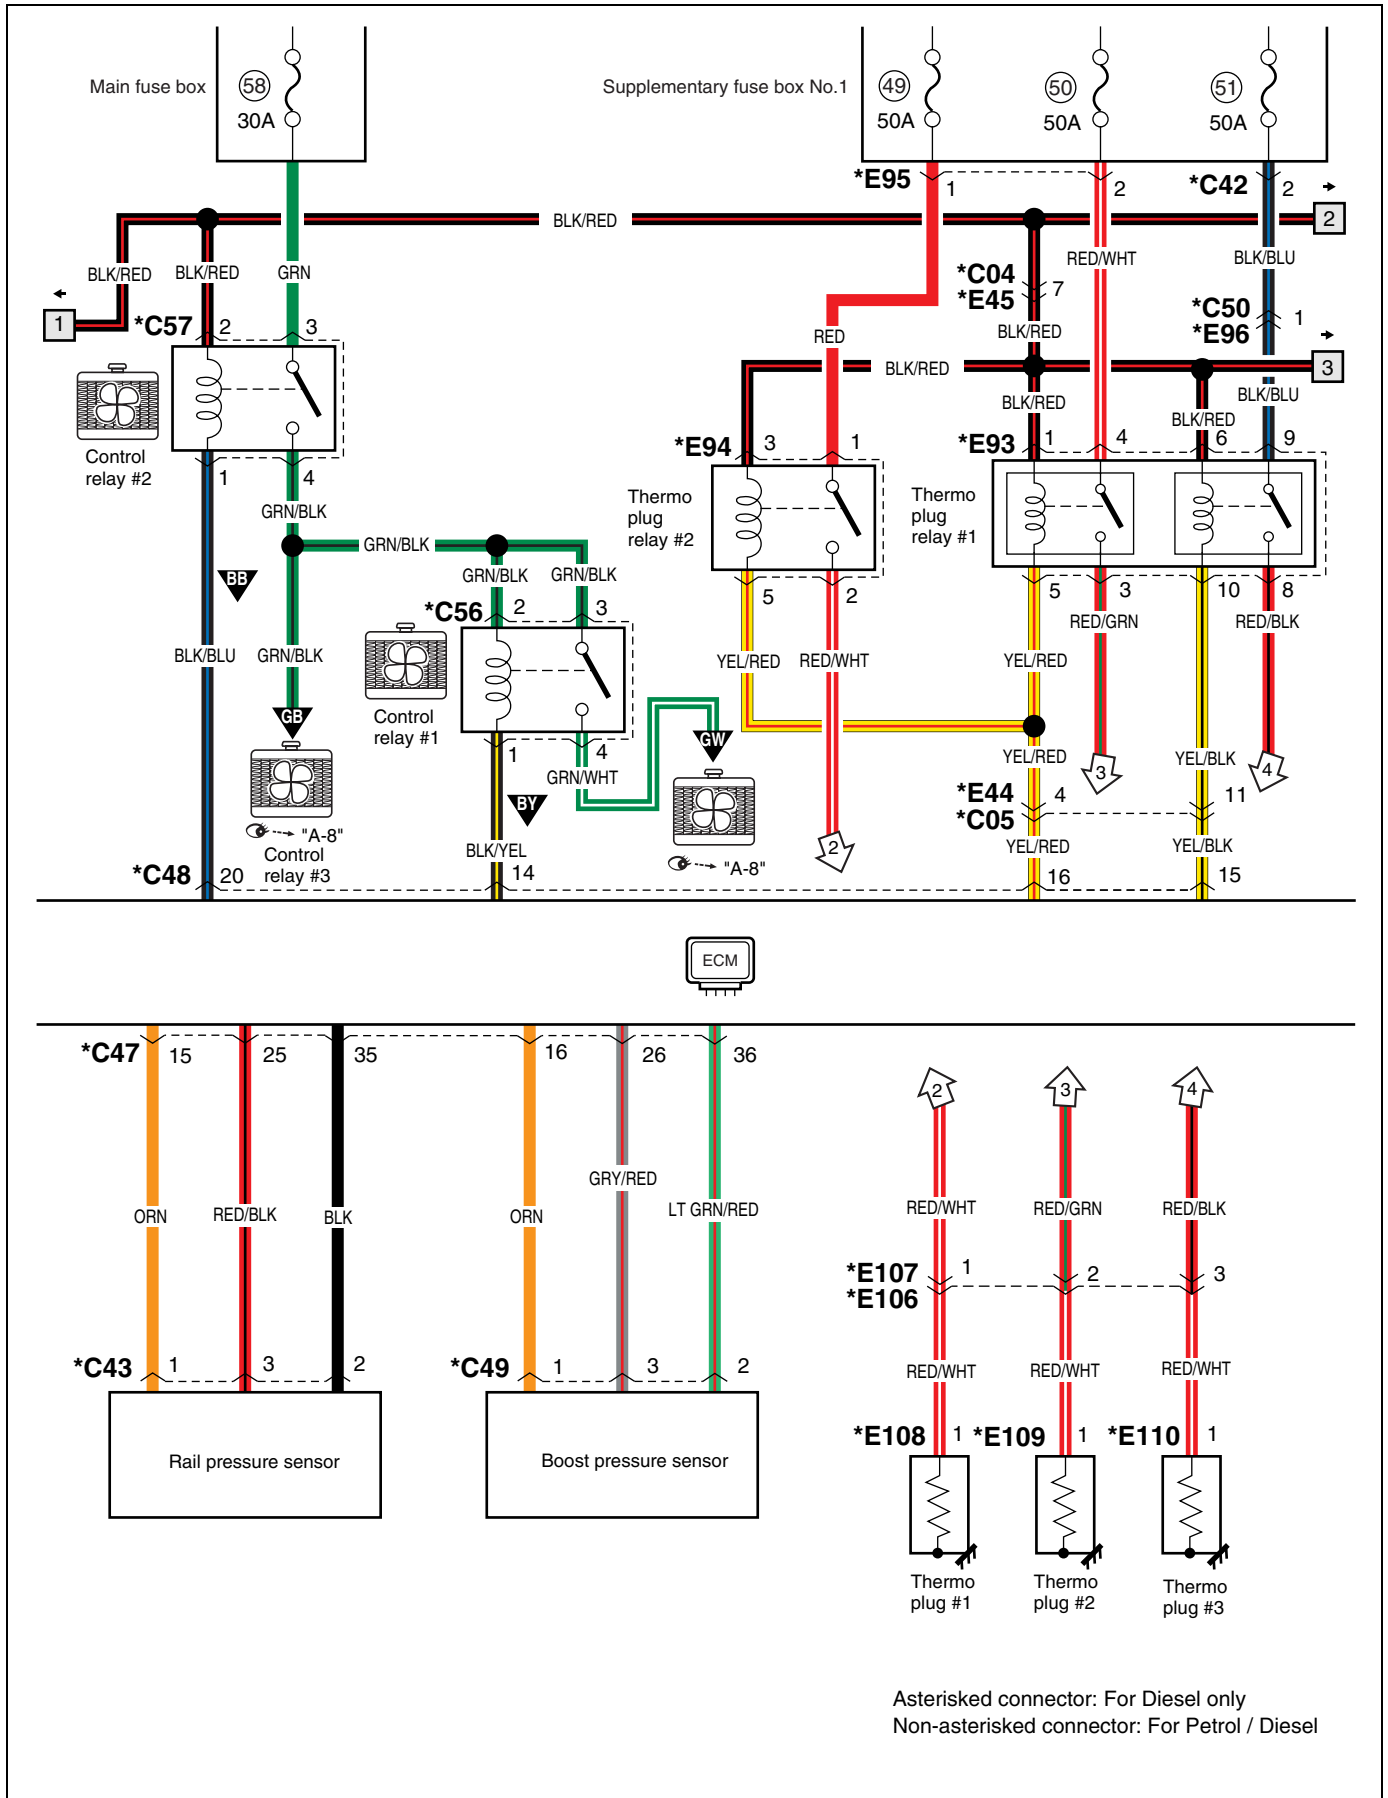 Main fuse box
58
30A
Supplementary fuse box No.1
49
50A
50
50A
51
50A
*E95
1
2
*C42
2
BLK/RED
2
BLK/RED
BLK/RED
GRN
RED/WHT
BLK/BLU
*C04
*E45
7
*C50
*E96
1
1
*C57
2
3
RED
BLK/RED
BLK/RED
3
BLK/RED
BLK/BLU
BLK/RED
Control
relay #2
*E94
3
1
*E93
1
4
6
9
1
4
Thermo
plug
relay #2
Thermo
plug
relay #1
GRN/BLK
GRN/BLK
GRN/BLK
GRN/BLK
BB
*C56
2
3
5
2
5
3
10
8
RED/GRN
RED/BLK
BLK/BLU
GRN/BLK
YEL/RED
RED/WHT
YEL/RED
GB
Control
relay #1
GW
1
4
GRN/WHT
YEL/RED
3
YEL/BLK
4
BY
*E44
*C05
4
11
"A-8"
Control
relay #3
BLK/YEL
2
"A-8"
YEL/RED
YEL/BLK
*C48
20
14
16
15
ECM
*C47
15
25
35
16
26
36
2
3
4
GRY/RED
ORN
RED/BLK
BLK
ORN
LT GRN/RED
RED/WHT
RED/GRN
RED/BLK
*E107
*E106
1
2
3
*C43
1
3
2
*C49
1
3
2
RED/WHT
RED/WHT
RED/WHT
*E108
1
*E109
1
*E110
1
Rail pressure sensor
Boost pressure sensor
Thermo
plug #1
Thermo
plug #2
Thermo
plug #3
Asterisked connector: For Diesel only
Non-asterisked connector: For Petrol / Diesel